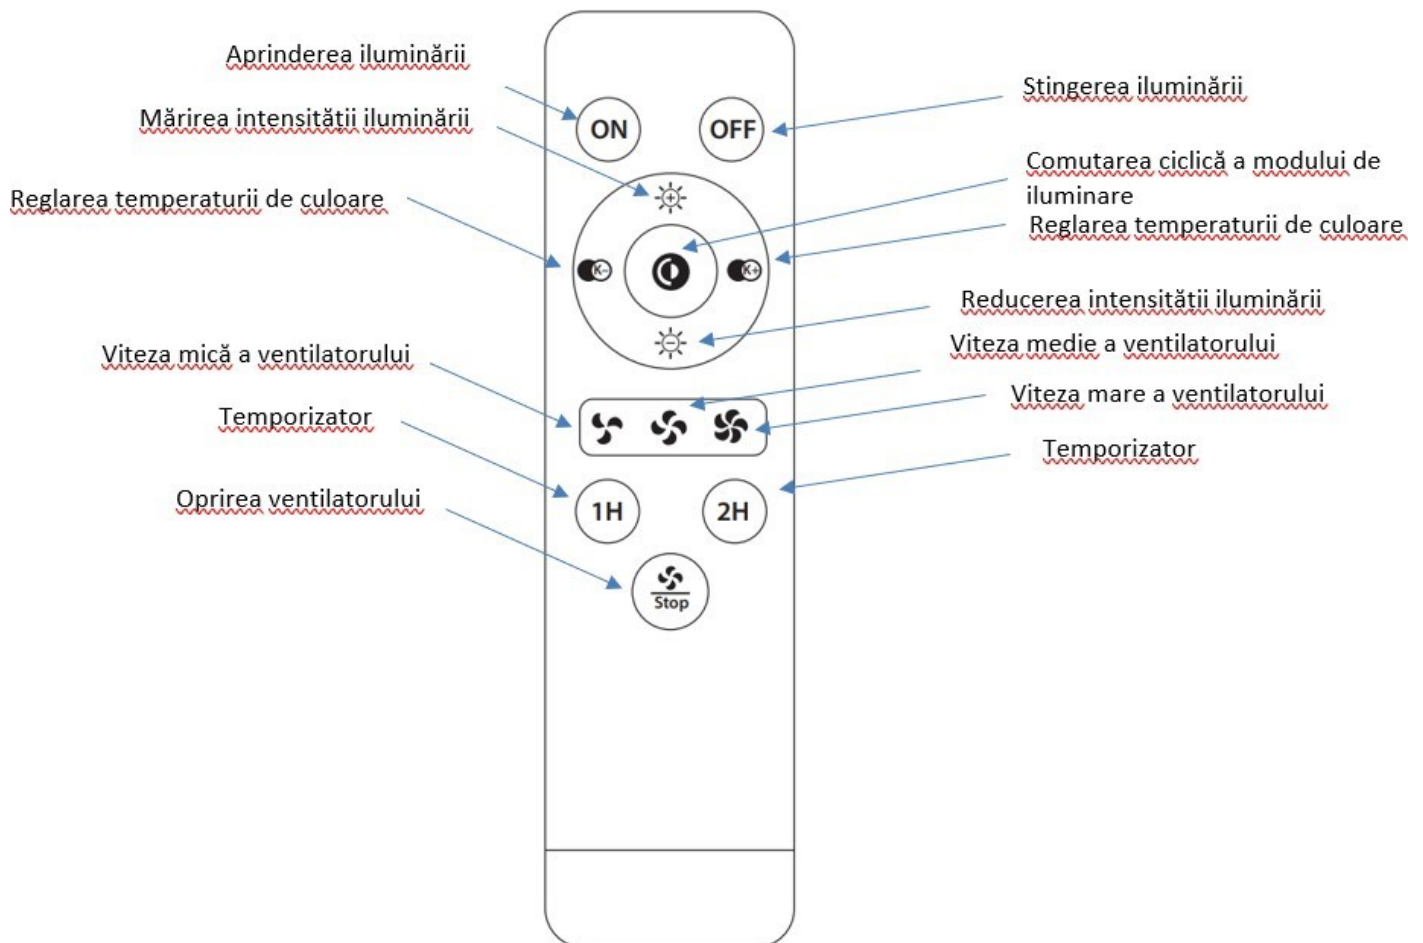 Aprinderea iluminării
Stingerea iluminării
Mărirea intensității iluminării
ON
OFF
Comutarea ciclică a modului de
iluminare
Reglarea temperaturii de culoare
Reglarea temperaturii de culoare
K-
K+
Reducerea intensității iluminării
Viteza mică a ventilatorului
Viteza medie a ventilatorului
Viteza mare a ventilatorului
Temporizator
Temporizator
Oprirea ventilatorului
1H
2H
Stop